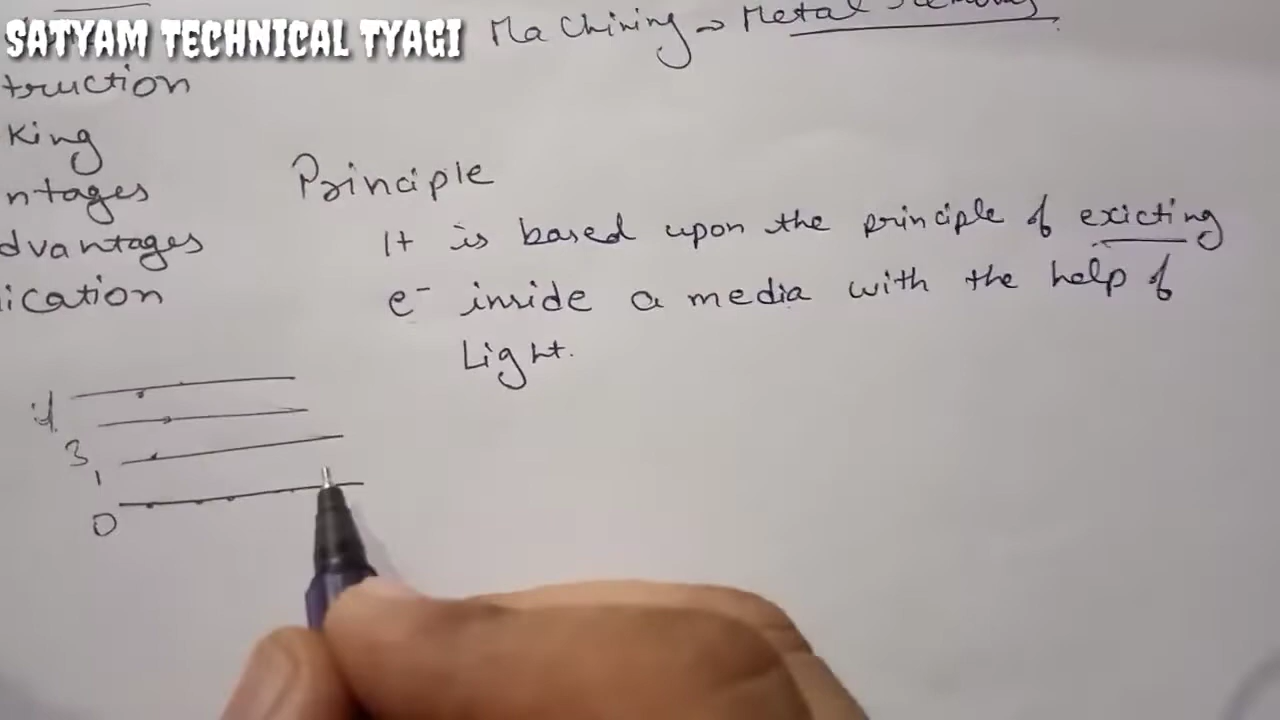 SATYAM TECHNICAL TYAGI
Machining → Metal
truction
king
ntages
dvantages
ication
Principle
It is based upon the principle of exicting
e⁻ inside a media with the help of
Light.
3
1
0